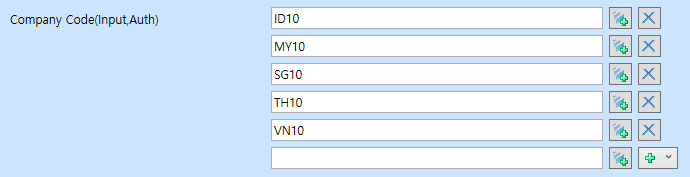 Company Code(Input,Auth) ID10
MY10
SG10
TH10
VN10